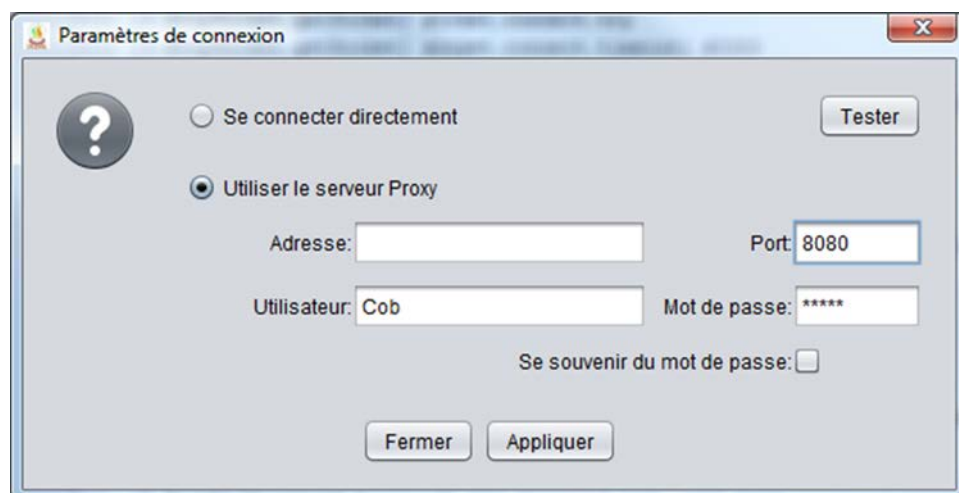 Paramètres de connexion
Se connecter directement
Tester
Utiliser le serveur Proxy
Adresse:
Port: 8080
Utilisateur: Cob
Mot de passe: *****
Se souvenir du mot de passe:
Fermer
Appliquer